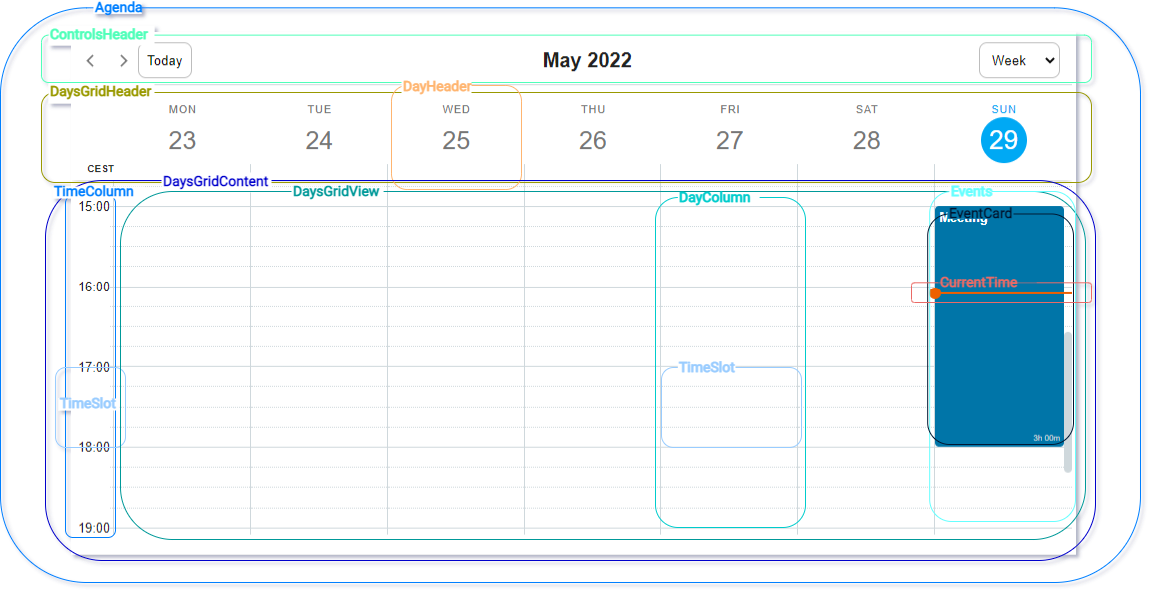 Agenda
ControlsHeader
Today
May 2022
Week
DaysGridHeader
DayHeader
MON TUE WED THU FRI SAT SUN
23 24 25 26 27 28 29
CEST
DaysGridContent
TimeColumn
DaysGridView
DayColumn
Events
15:00
EventCard
Meeting
16:00
CurrentTime
17:00
TimeSlot
TimeSlot
18:00
3h 00m
19:00